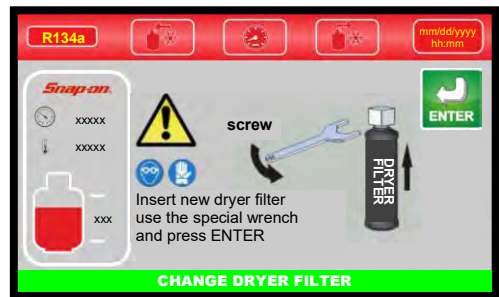 R134a
mm/dd/yyyy
hh:mm
Snap-on
xxxxx
xxxxx
xxx
screw
DRYER
FILTER
ENTER
Insert new dryer filter
use the special wrench
and press ENTER
CHANGE DRYER FILTER